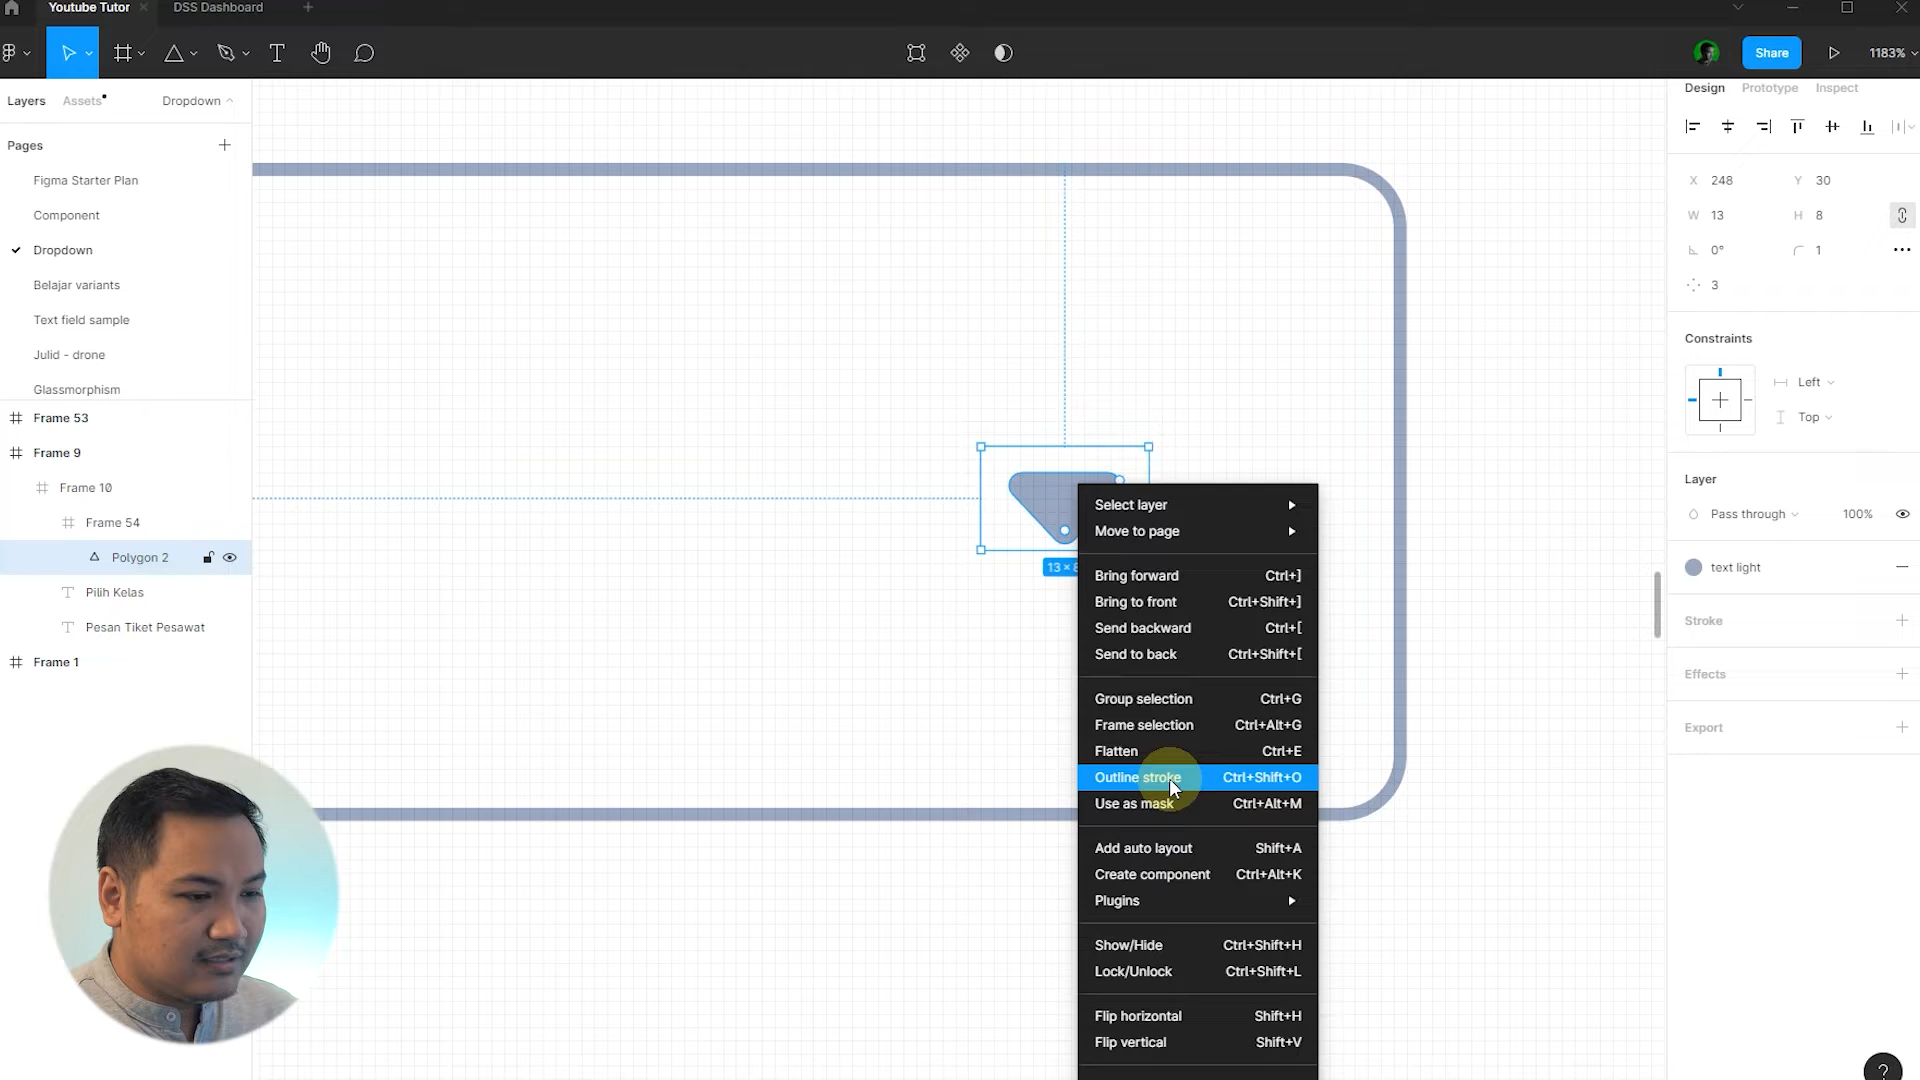 Youtube Tutor
DSS Dashboard
Share
1183%
Layers
Assets
Dropdown
Pages
Figma Starter Plan
Component
Dropdown
Belajar variants
Text field sample
Julid - drone
Glassmorphism
Frame 53
Frame 9
Frame 10
Frame 54
Polygon 2
Pilih Kelas
Pesan Tiket Pesawat
Frame 1
13 × 8
Select layer
Move to page
Bring forward Ctrl+]
Bring to front Ctrl+Shift+]
Send backward Ctrl+[
Send to back Ctrl+Shift+[
Group selection Ctrl+G
Frame selection Ctrl+Alt+G
Flatten Ctrl+E
Outline stroke Ctrl+Shift+O
Use as mask Ctrl+Alt+M
Add auto layout Shift+A
Create component Ctrl+Alt+K
Plugins
Show/Hide Ctrl+Shift+H
Lock/Unlock Ctrl+Shift+L
Flip horizontal Shift+H
Flip vertical Shift+V
Design Prototype Inspect
X 248 Y 30
W 13 H 8
0° 1
3
Constraints
Left
Top
Layer
Pass through 100%
text light
Stroke
Effects
Export
?